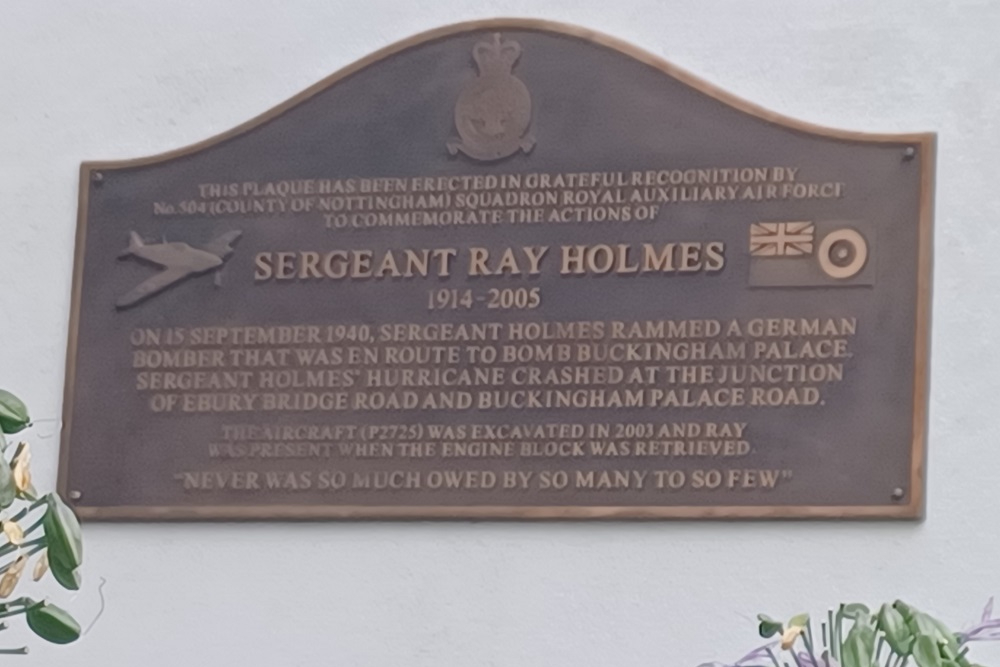 THIS PLAQUE HAS BEEN ERECTED IN GRATEFUL RECOGNITION BY
No.504 (COUNTY OF NOTTINGHAM) SQUADRON ROYAL AUXILIARY AIR FORCE
TO COMMEMORATE THE ACTIONS OF
SERGEANT RAY HOLMES
1914-2005
ON 15 SEPTEMBER 1940, SERGEANT HOLMES RAMMED A GERMAN
BOMBER THAT WAS EN ROUTE TO BOMB BUCKINGHAM PALACE.
SERGEANT HOLMES' HURRICANE CRASHED AT THE JUNCTION
OF EBURY BRIDGE ROAD AND BUCKINGHAM PALACE ROAD.
THE AIRCRAFT (P2725) WAS EXCAVATED IN 2003 AND RAY
WAS PRESENT WHEN THE ENGINE BLOCK WAS RETRIEVED.
"NEVER WAS SO MUCH OWED BY SO MANY TO SO FEW"